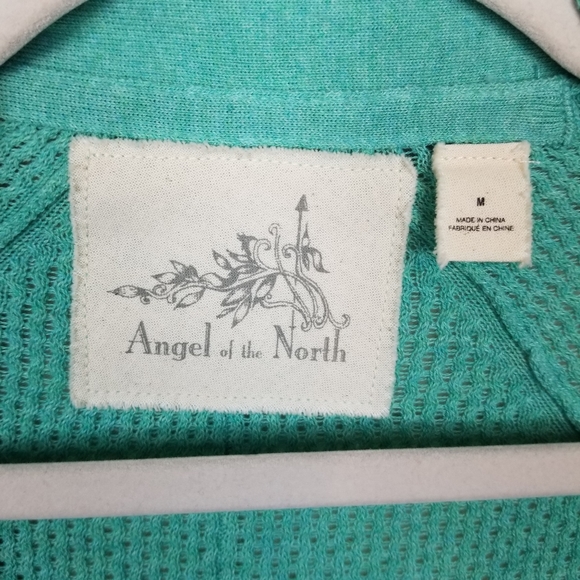 Angel of the North
M
MADE IN CHINA
FABRIQUÉ EN CHINE